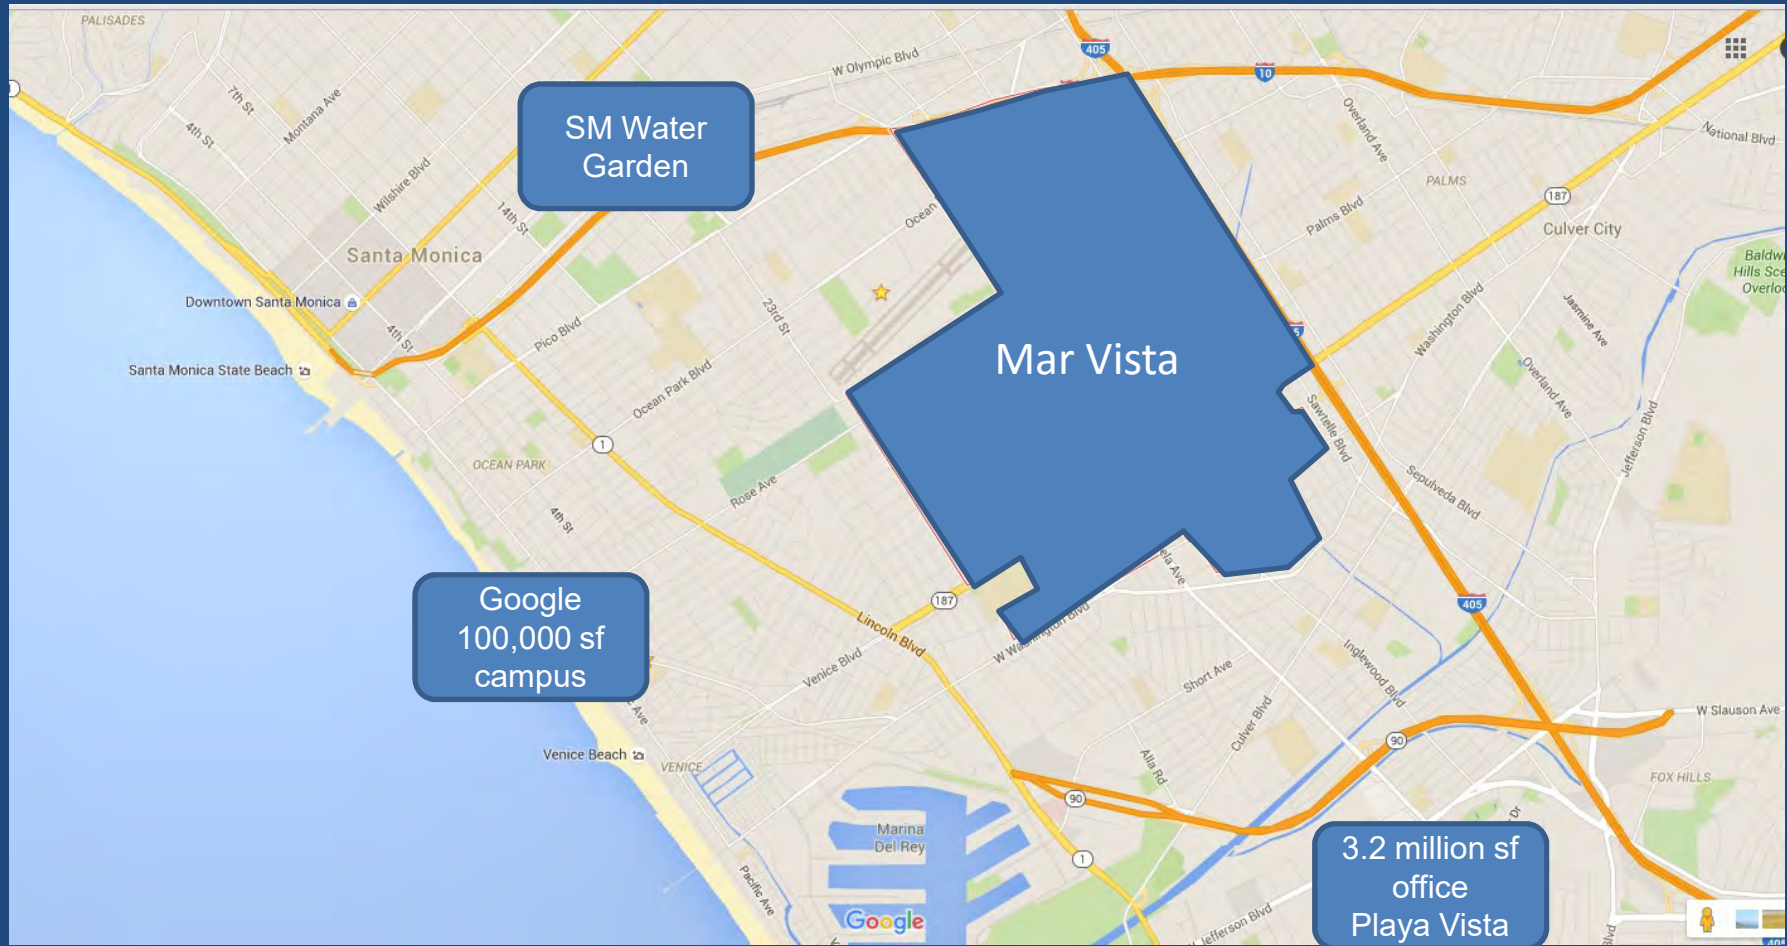 PALISADES
7th St
Montana Ave
4th St
Wilshire Blvd
14th St
W Olympic Blvd
405
10
Overland Ave
National Blvd
SM Water
Garden
Ocean
PALMS
187
Palms Blvd
Culver City
Santa Monica
Downtown Santa Monica
4th St
Santa Monica State Beach
Pico Blvd
23rd St
Ocean Park Blvd
Mar Vista
Washington Blvd
Jasmine Ave
Hills
Overland Ave
1
OCEAN PARK
Rose Ave
4th St
Sawtelle Blvd
Sepulveda Blvd
Jefferson Blvd
Google
100,000 sf
campus
187
Lincoln Blvd
Venice Blvd
W Washington Blvd
ela Ave
405
Short Ave
Inglewood Blvd
Culver Blvd
Alla Rd
90
W Slauson Ave
Venice Beach
VENICE
Ave
FOX HILLS
90
Marina
Del Rey
1
Pacific Ave
Google
3.2 million sf
office
Playa Vista
Jefferson Blvd
Dr